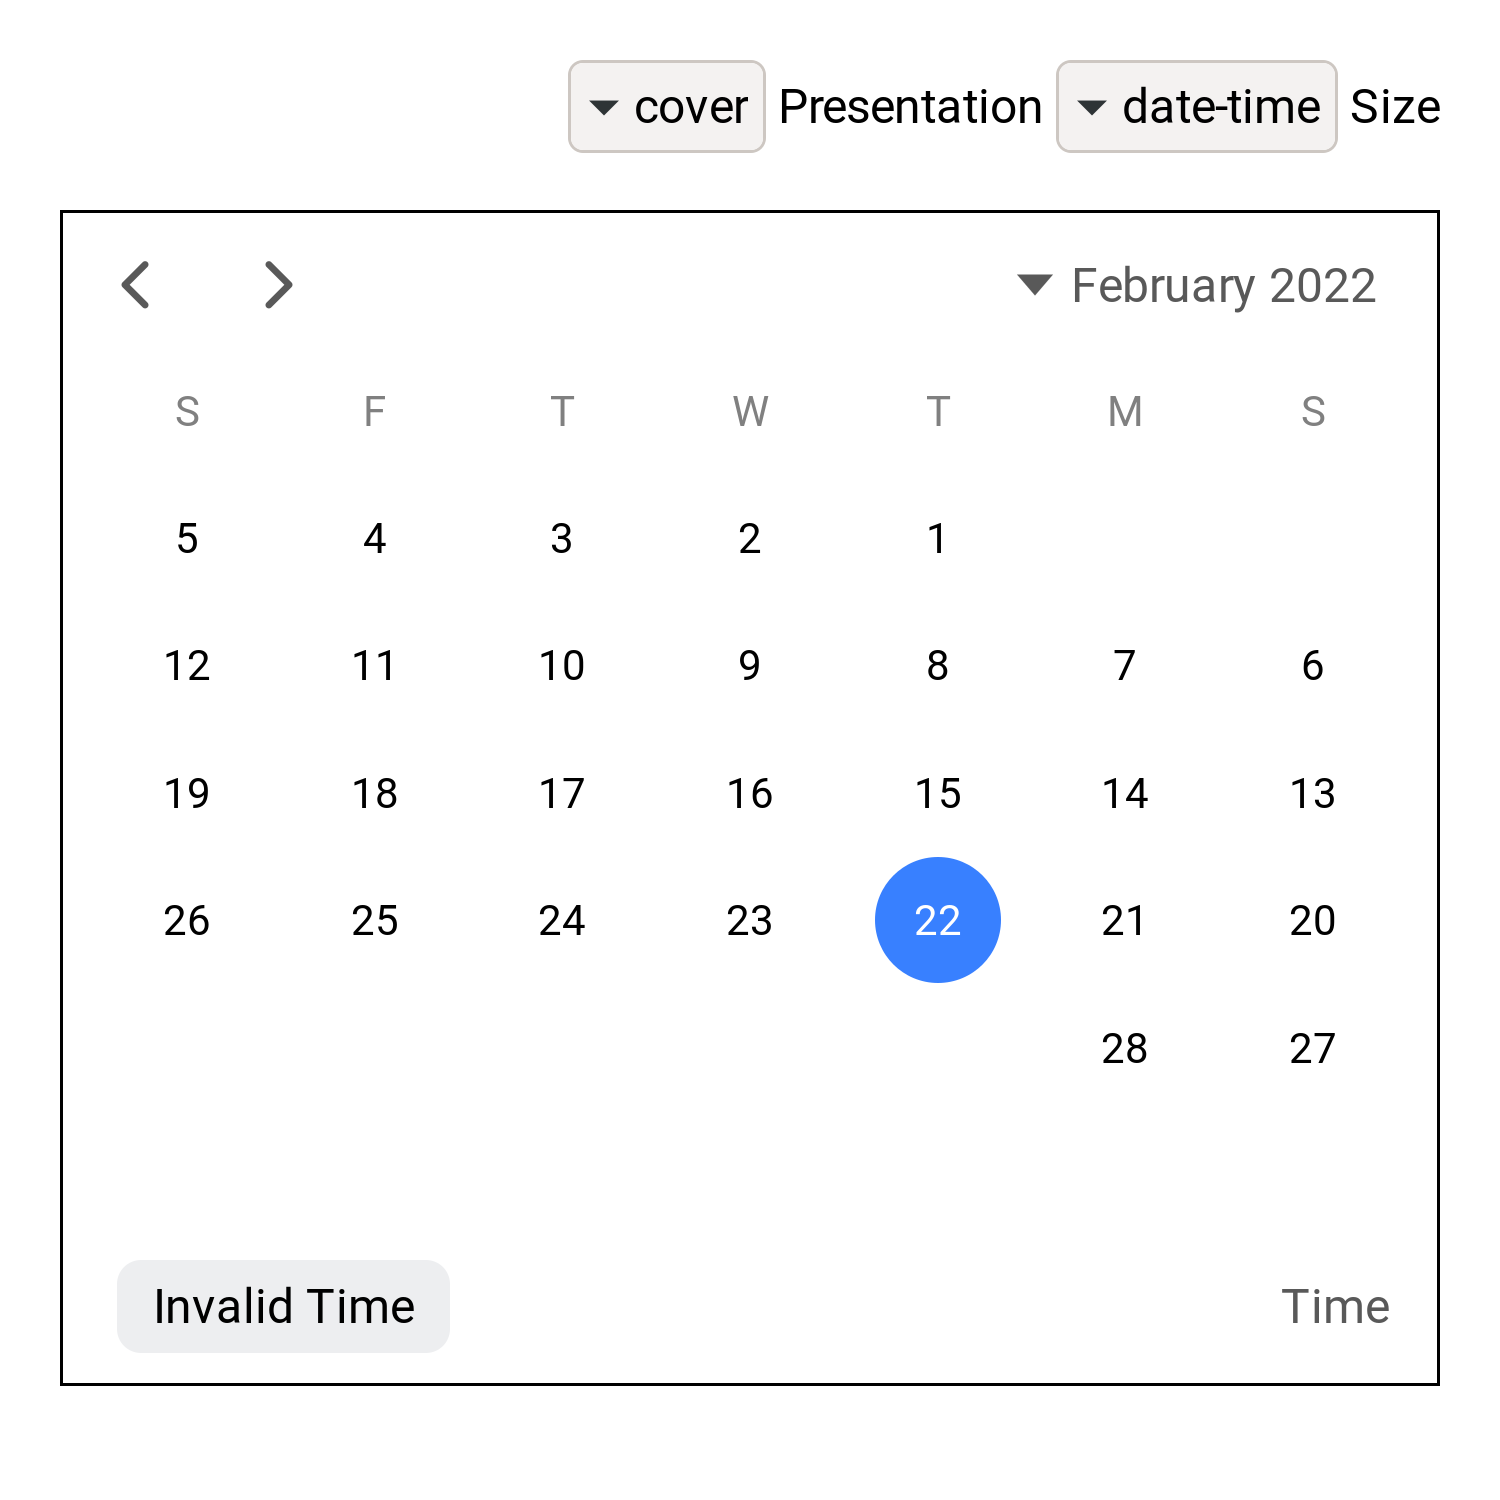 Size date-time Presentation cover
February 2022
S M T W T F S
1 2 3 4 5
6 7 8 9 10 11 12
13 14 15 16 17 18 19
20 21 22 23 24 25 26
27 28
Time Invalid Time